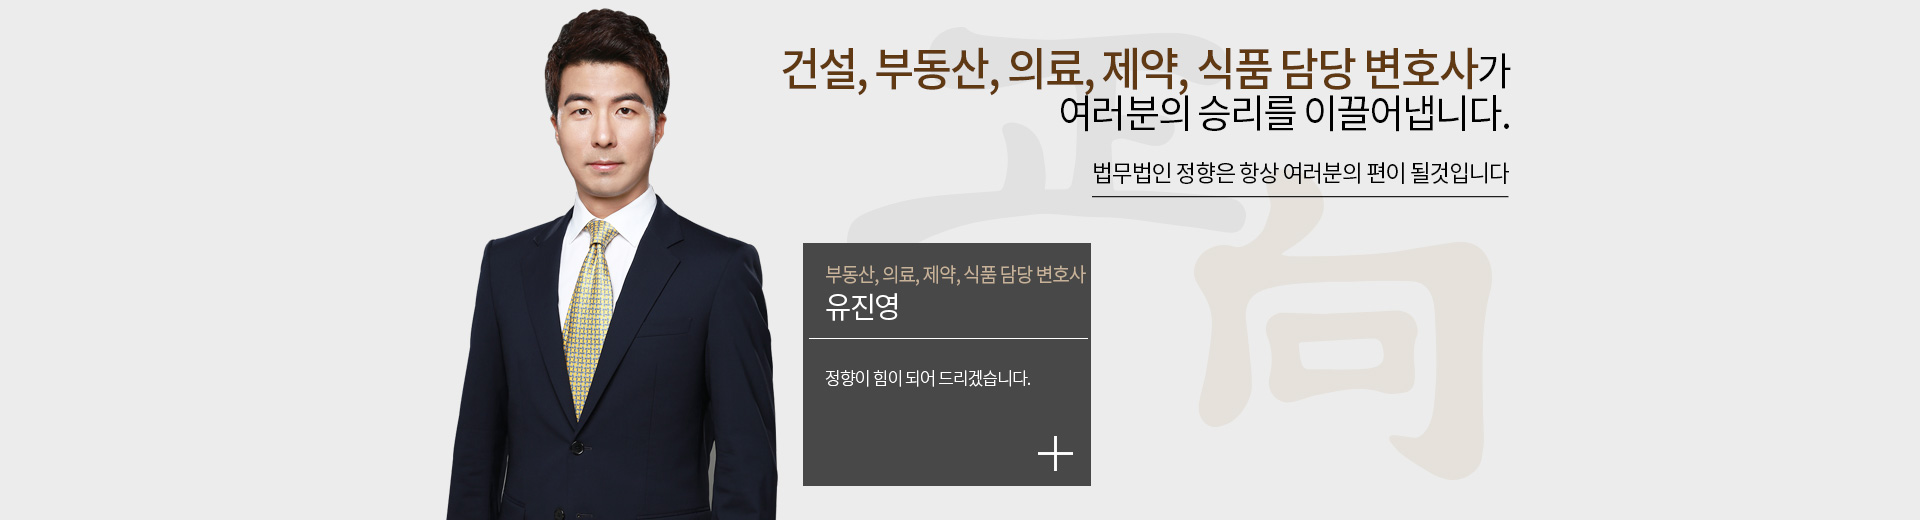 건설, 부동산, 의료, 제약, 식품 담당 변호사가
여러분의 승리를 이끌어냅니다.
법무법인 정향은 항상 여러분의 편이 될것입니다
正向
부동산, 의료, 제약, 식품 담당 변호사
유진영
정향이 힘이 되어 드리겠습니다.